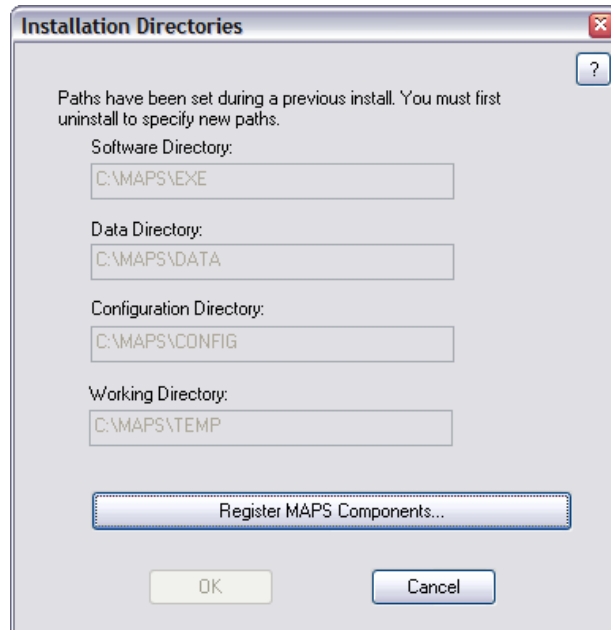 Installation Directories
?
Paths have been set during a previous install. You must first
uninstall to specify new paths.
Software Directory:
C:\MAPS\EXE
Data Directory:
C:\MAPS\DATA
Configuration Directory:
C:\MAPS\CONFIG
Working Directory:
C:\MAPS\TEMP
Register MAPS Components...
OK
Cancel